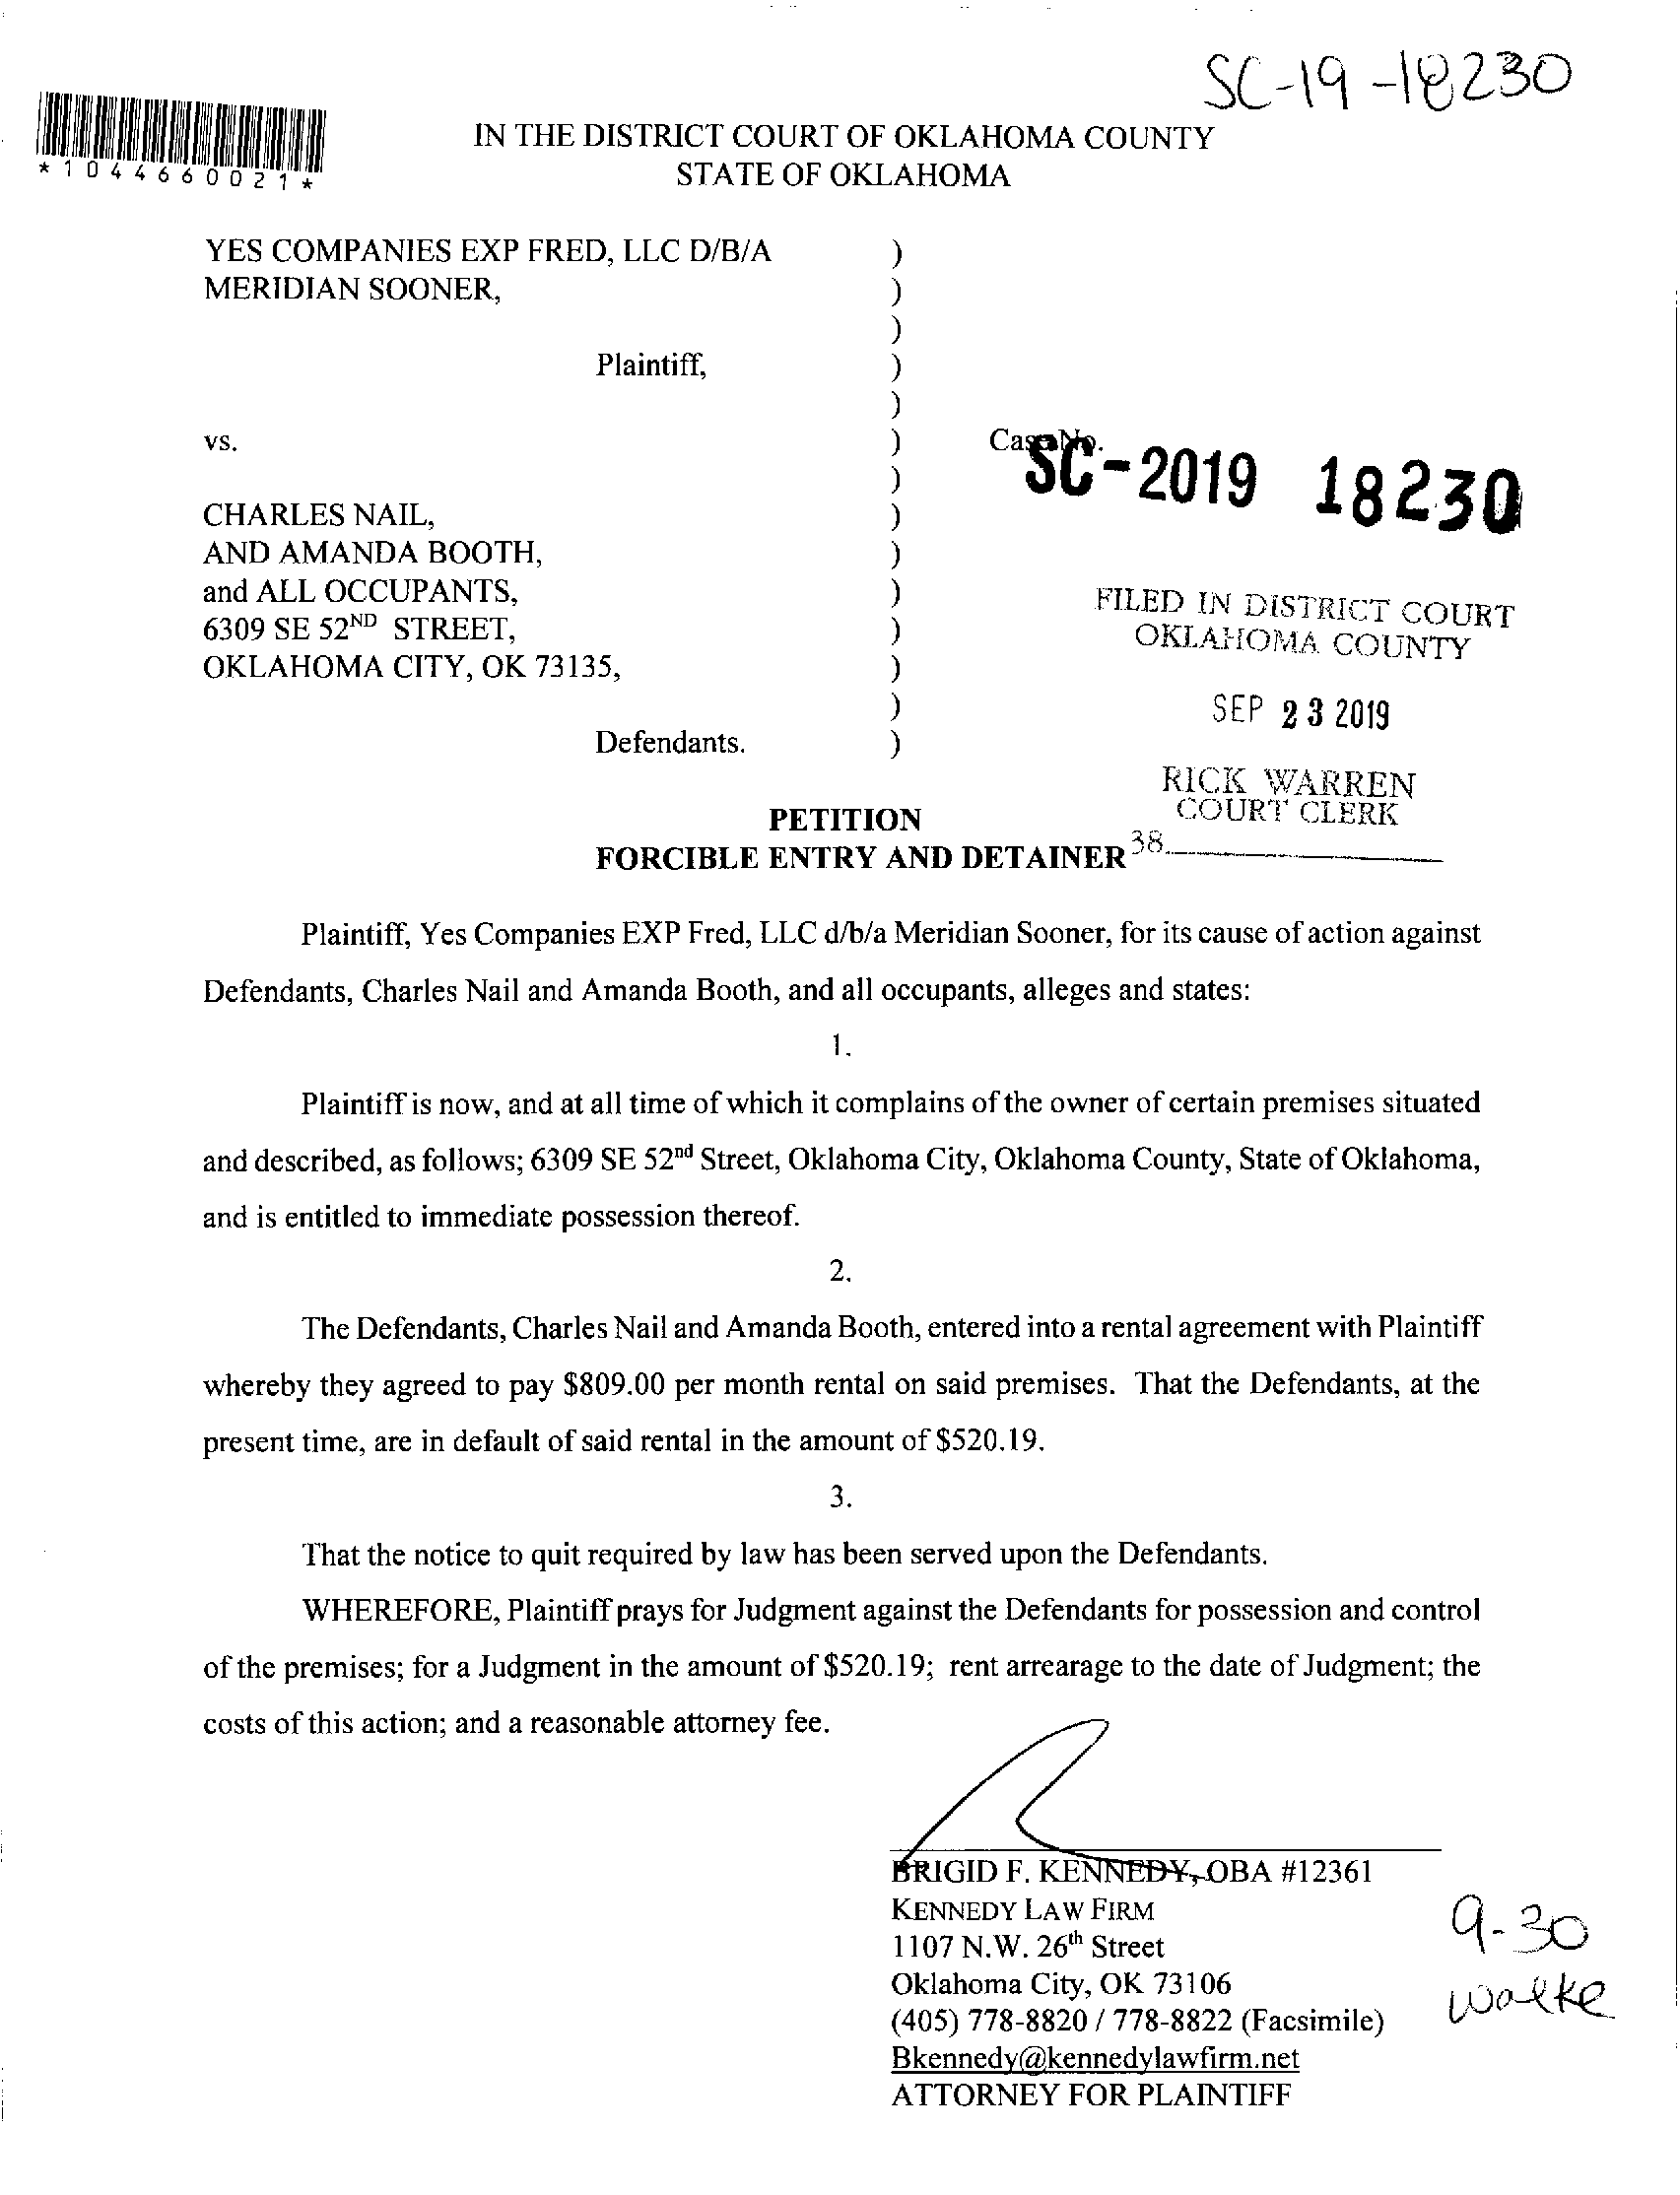 SC-19-18230
*1044660021*
IN THE DISTRICT COURT OF OKLAHOMA COUNTY
STATE OF OKLAHOMA
YES COMPANIES EXP FRED, LLC D/B/A )
MERIDIAN SOONER, )
)
Plaintiff, )
)
vs. ) Case No.
SC-2019 18230
)
CHARLES NAIL, )
AND AMANDA BOOTH, )
and ALL OCCUPANTS, )
6309 SE 52ND STREET, )
OKLAHOMA CITY, OK 73135, )
)
Defendants. )
FILED IN DISTRICT COURT
OKLAHOMA COUNTY
SEP 23 2019
RICK WARREN
COURT CLERK
38
PETITION
FORCIBLE ENTRY AND DETAINER
Plaintiff, Yes Companies EXP Fred, LLC d/b/a Meridian Sooner, for its cause of action against
Defendants, Charles Nail and Amanda Booth, and all occupants, alleges and states:
1.
Plaintiff is now, and at all time of which it complains of the owner of certain premises situated
and described, as follows; 6309 SE 52nd Street, Oklahoma City, Oklahoma County, State of Oklahoma,
and is entitled to immediate possession thereof.
2.
The Defendants, Charles Nail and Amanda Booth, entered into a rental agreement with Plaintiff
whereby they agreed to pay $809.00 per month rental on said premises. That the Defendants, at the
present time, are in default of said rental in the amount of $520.19.
3.
That the notice to quit required by law has been served upon the Defendants.
WHEREFORE, Plaintiff prays for Judgment against the Defendants for possession and control
of the premises; for a Judgment in the amount of $520.19; rent arrearage to the date of Judgment; the
costs of this action; and a reasonable attorney fee.
BRIGID F. KENNEDY, OBA #12361
KENNEDY LAW FIRM
1107 N.W. 26th Street
Oklahoma City, OK 73106
(405) 778-8820 / 778-8822 (Facsimile)
Bkennedy@kennedylawfirm.net
ATTORNEY FOR PLAINTIFF
9-30
Walke